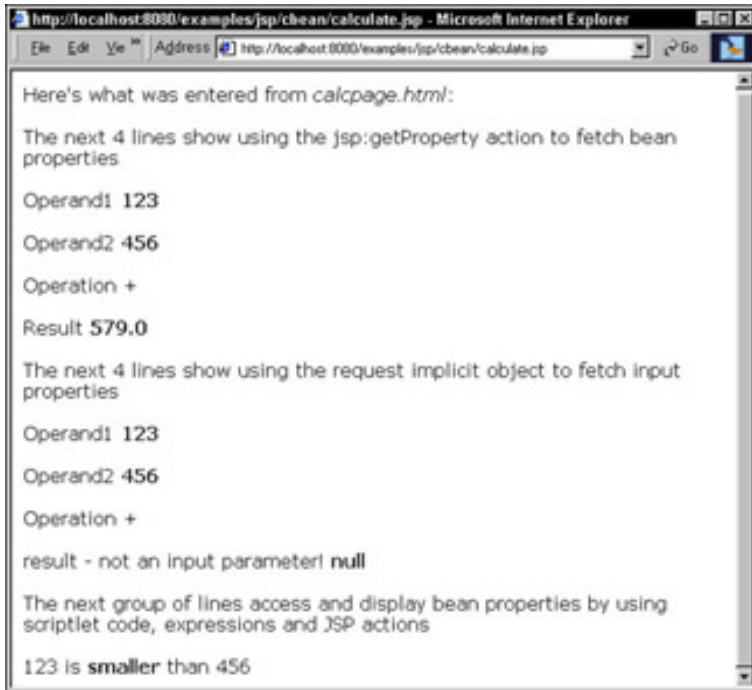 http://localhost:8080/examples/jsp/cbean/calculate.jsp - Microsoft Internet Explorer
File Edit Vie » Address http://localhost:8080/examples/jsp/cbean/calculate.jsp Go
Here's what was entered from calcpage.html:
The next 4 lines show using the jsp:getProperty action to fetch bean
properties
Operand1 123
Operand2 456
Operation +
Result 579.0
The next 4 lines show using the request implicit object to fetch input
properties
Operand1 123
Operand2 456
Operation +
result - not an input parameter! null
The next group of lines access and display bean properties by using
scriptlet code, expressions and JSP actions
123 is smaller than 456